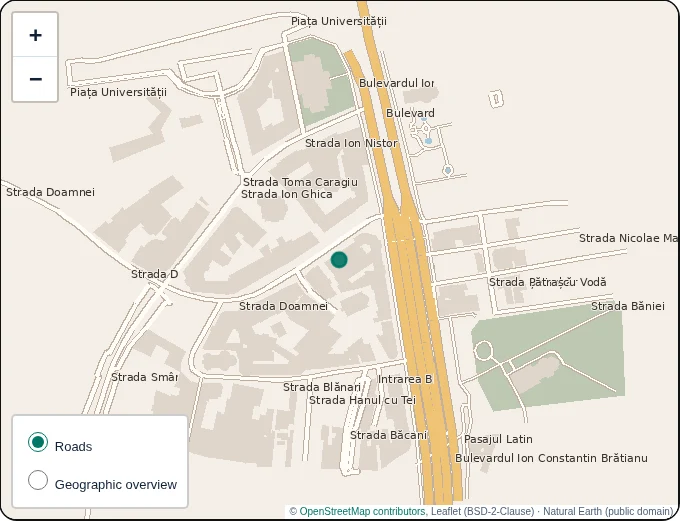 Piața Universității
+
−
Bulevardul Ior
Piața Universității
Bulevard
Strada Ion Nistor
Strada Toma Caragiu
Strada Doamnei
Strada Ion Ghica
Strada Nicolae Ma
Strada D
Strada Pătrașcu Vodă
Strada Doamnei
Strada Băniei
Strada Smâr
Intrarea B
Strada Blănari
Strada Hanul cu Tei
Strada Băcani
Pasajul Latin
Roads
Bulevardul Ion Constantin Brătianu
Geographic overview
© OpenStreetMap contributors, Leaflet (BSD-2-Clause) · Natural Earth (public domain)